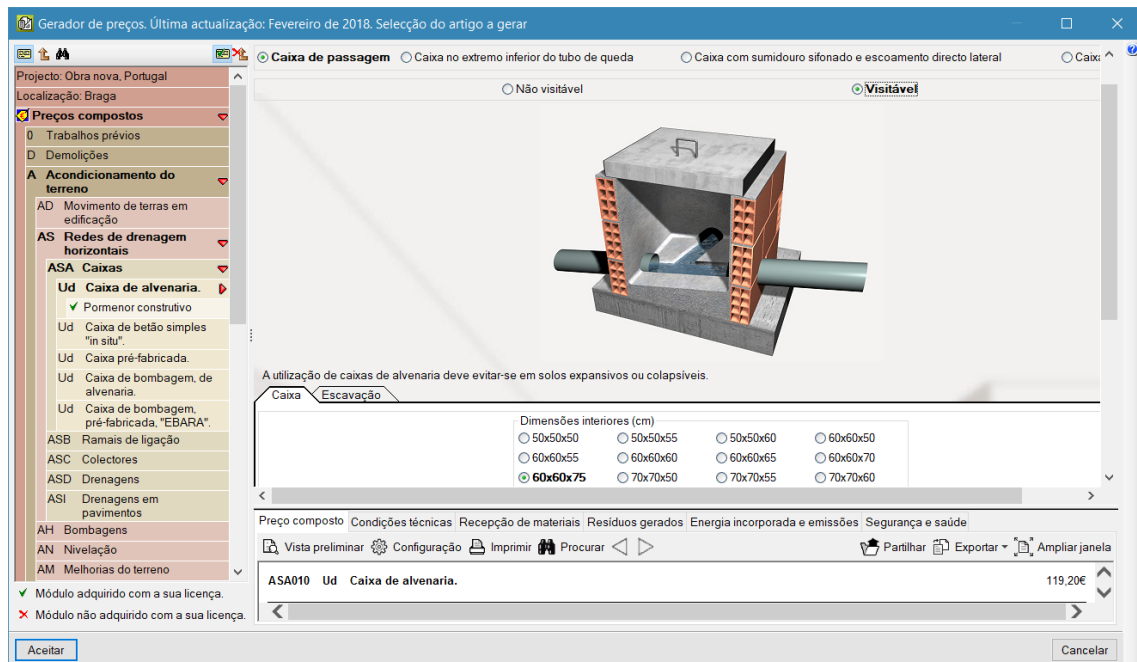 Gerador de preços. Última actualização: Fevereiro de 2018. Selecção do artigo a gerar
Projecto: Obra nova, Portugal
Localização: Braga
Preços compostos
0 Trabalhos prévios
D Demolições
A Acondicionamento do
terreno
AD Movimento de terras em
edificação
AS Redes de drenagem
horizontais
ASA Caixas
Ud Caixa de alvenaria.
Pormenor construtivo
Ud Caixa de betão simples
"in situ".
Ud Caixa pré-fabricada.
Ud Caixa de bombagem, de
alvenaria.
Ud Caixa de bombagem,
pré-fabricada, "EBARA".
ASB Ramais de ligação
ASC Colectores
ASD Drenagens
ASI Drenagens em
pavimentos
AH Bombagens
AN Nivelação
AM Melhorias do terreno
Módulo adquirido com a sua licença.
Módulo não adquirido com a sua licença.
Caixa de passagem Caixa no extremo inferior do tubo de queda Caixa com sumidouro sifonado e escoamento directo lateral Caix
Não visitável Visitável
A utilização de caixas de alvenaria deve evitar-se em solos expansivos ou colapsíveis.
Caixa Escavação
Dimensões interiores (cm)
50x50x50 50x50x55 50x50x60 60x60x50
60x60x55 60x60x60 60x60x65 60x60x70
60x60x75 70x70x50 70x70x55 70x70x60
Preço composto Condições técnicas Recepção de materiais Resíduos gerados Energia incorporada e emissões Segurança e saúde
Vista preliminar Configuração Imprimir Procurar Partilhar Exportar Ampliar janela
ASA010 Ud Caixa de alvenaria. 119,20€
Aceitar Cancelar